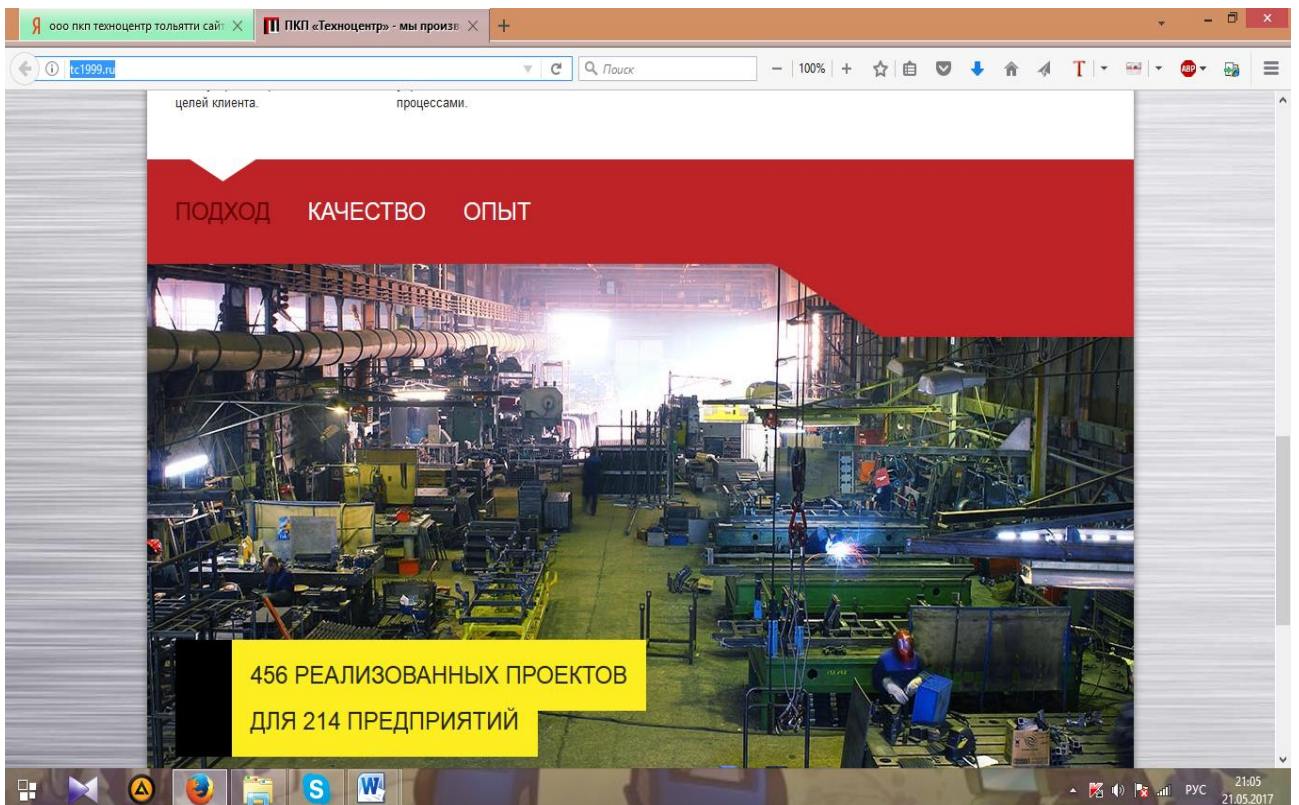 ооо пкп техноцентр тольятти сайт
ПКП «Техноцентр» - мы произв
tc1999.ru
Поиск
100%
ABP
целей клиента.
процессами.
ПОДХОД
КАЧЕСТВО
ОПЫТ
456 РЕАЛИЗОВАННЫХ ПРОЕКТОВ
ДЛЯ 214 ПРЕДПРИЯТИЙ
РУС
21:05
21.05.2017